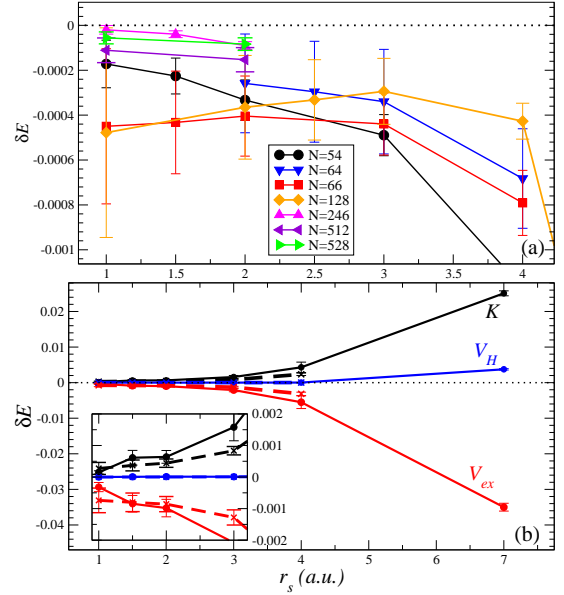 0
-0.0002
-0.0004
-0.0006
-0.0008
-0.001
δE
N=54
N=64
N=66
N=128
N=246
N=512
N=528
(a)
1 1.5 2 2.5 3 3.5 4
0.02
0.01
0
-0.01
-0.02
-0.03
-0.04
δE
K
V_H
V_ex
0.002
0.001
0
-0.001
-0.002
(b)
1 2 3 4 5 6 7
r_s (a.u.)